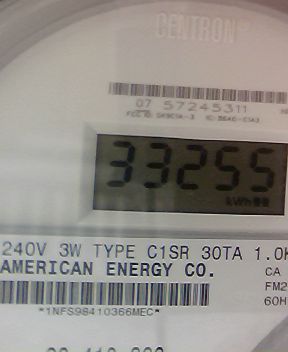 CENTRON®
07 57245311
33255
kWh
240V 3W TYPE C1SR 30TA 1.0K
AMERICAN ENERGY CO.
CA
FM2
60H
*1NFS98410366MEC*